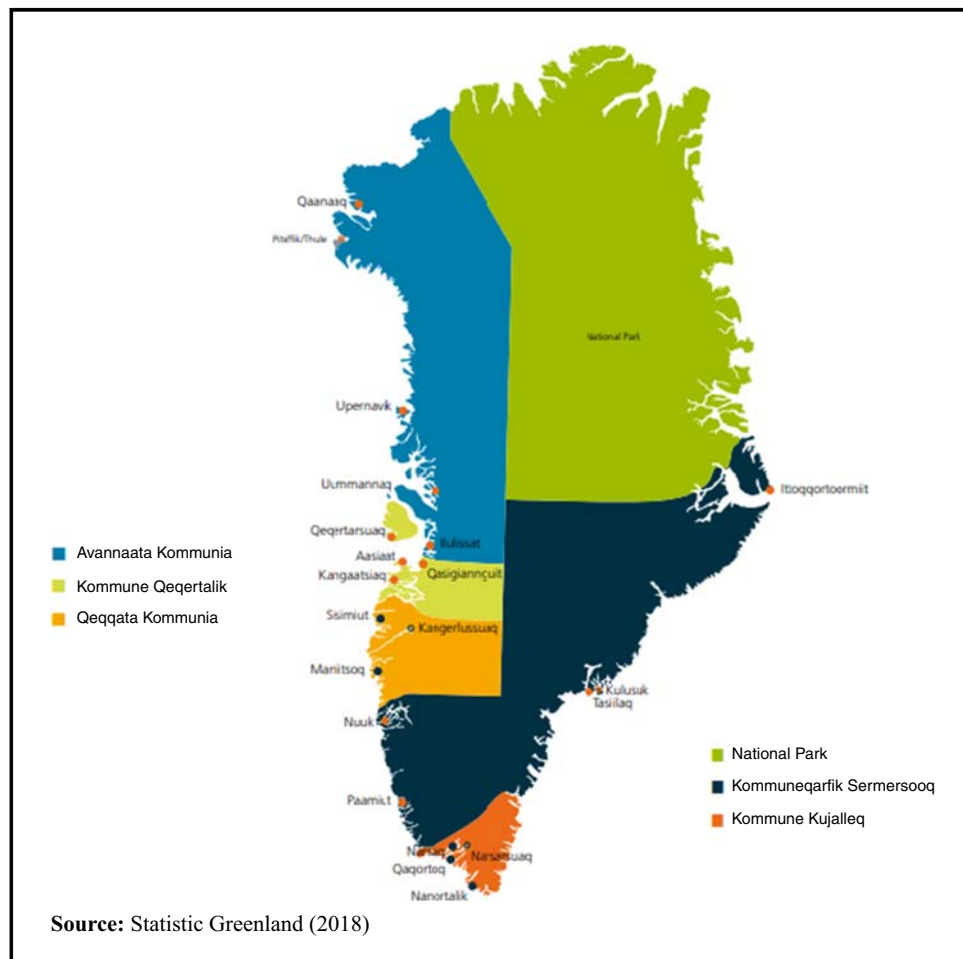 Qaanaaq
Pituffik/Thule
National Park
Upernavik
Uummannaq
Ittoqqortoormiit
Qeqertarsuaq
Ilulissat
Avannaata Kommunia
Aasiaat
Kommune Qeqertalik
Kangaatsiaq
Qasigiannguit
Qeqqata Kommunia
Sisimiut
Kangerlussuaq
Maniitsoq
Kulusuk
Tasiilaq
Nuuk
National Park
Kommuneqarfik Sermersooq
Paamiut
Kommune Kujalleq
Narsaq
Narsarsuaq
Qaqortoq
Nanortalik
Source: Statistic Greenland (2018)